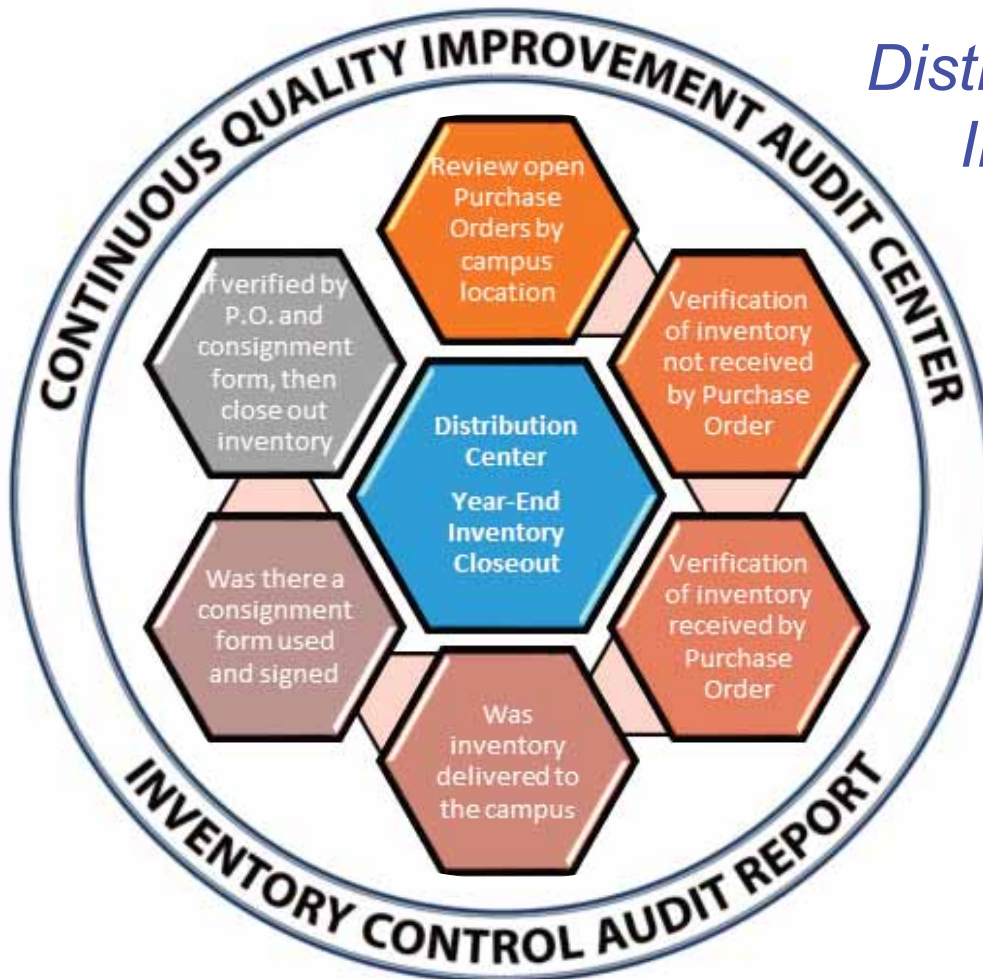 CONTINUOUS QUALITY IMPROVEMENT AUDIT CENTER
Review open
Purchase
Orders by
campus
location
Verification
of inventory
not received
by Purchase
Order
Verification
of inventory
received by
Purchase
Order
Was
inventory
delivered to
the campus
Was there a
consignment
form used
and signed
If verified by
P.O. and
consignment
form, then
close out
inventory
Distribution
Center
Year-End
Inventory
Closeout
INVENTORY CONTROL AUDIT REPORT